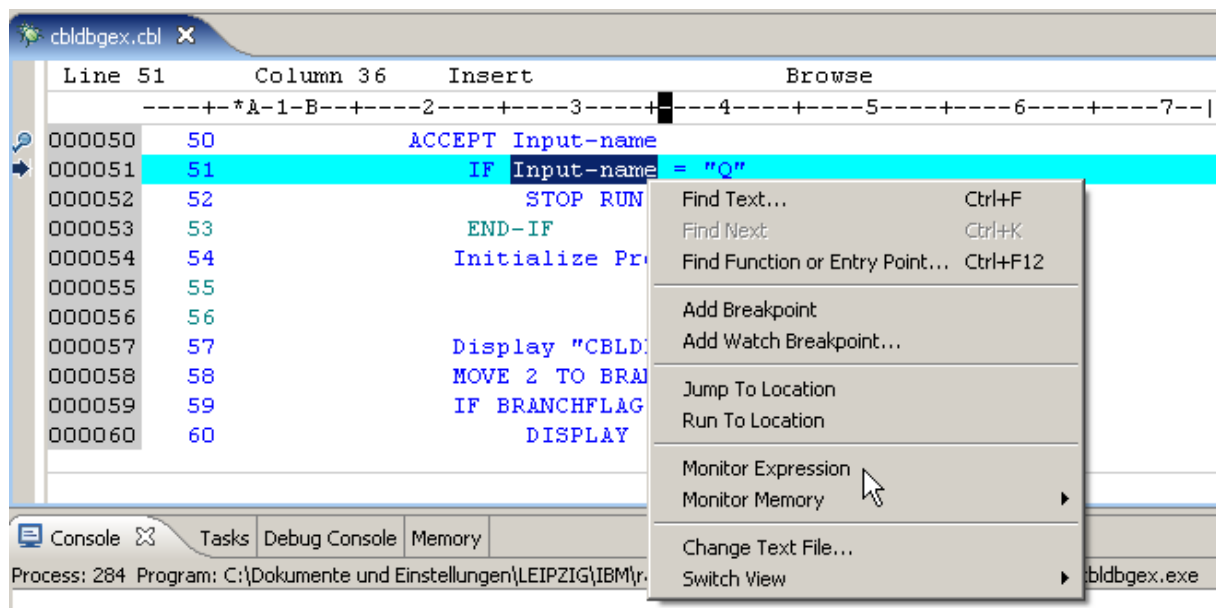 cbldbgex.cbl
Line 51 Column 36 Insert Browse
----+-*A-1-B--+----2----+----3----+----4----+----5----+----6----+----7--|
000050 50 ACCEPT Input-name
000051 51 IF Input-name = "Q"
000052 52 STOP RUN
000053 53 END-IF
000054 54 Initialize
000055 55
000056 56
000057 57 Display
000058 58 MOVE 2 TO
000059 59 IF BRANCHFLAG
000060 60 DISPLAY
Find Text... Ctrl+F
Find Next Ctrl+K
Find Function or Entry Point... Ctrl+F12
Add Breakpoint
Add Watch Breakpoint...
Jump To Location
Run To Location
Monitor Expression
Monitor Memory
Change Text File...
Switch View
Console Tasks Debug Console Memory
Process: 284 Program: C:\Dokumente und Einstellungen\LEIPZIG\IBM\r bldbgex.exe